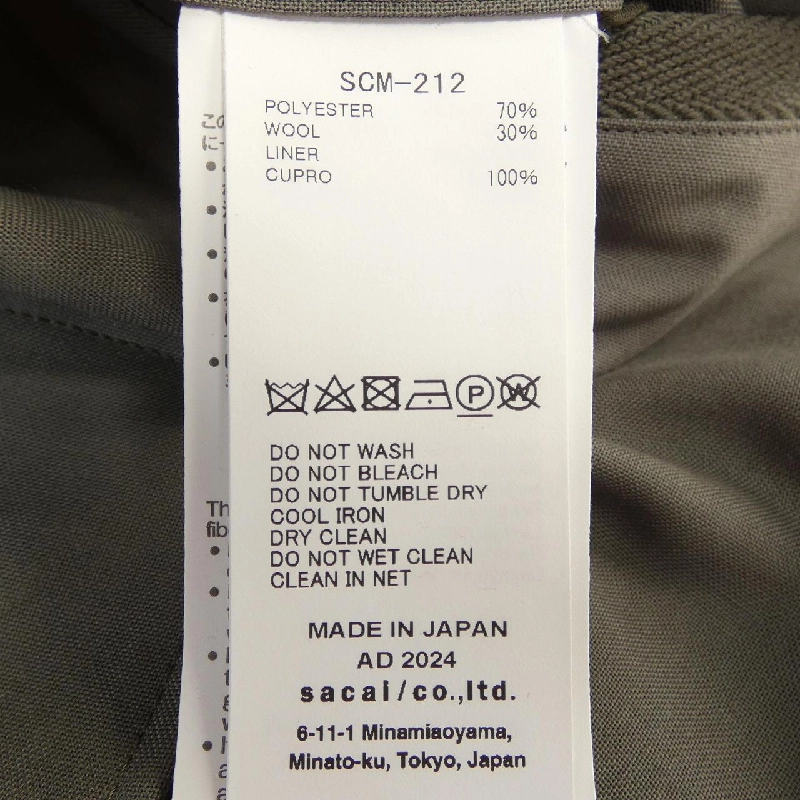 SCM-212
POLYESTER 70%
WOOL 30%
LINER
CUPRO 100%
P W
DO NOT WASH
DO NOT BLEACH
DO NOT TUMBLE DRY
COOL IRON
DRY CLEAN
DO NOT WET CLEAN
CLEAN IN NET
MADE IN JAPAN
AD 2024
sacai/co.,ltd.
6-11-1 Minamiaoyama,
Minato-ku, Tokyo, Japan